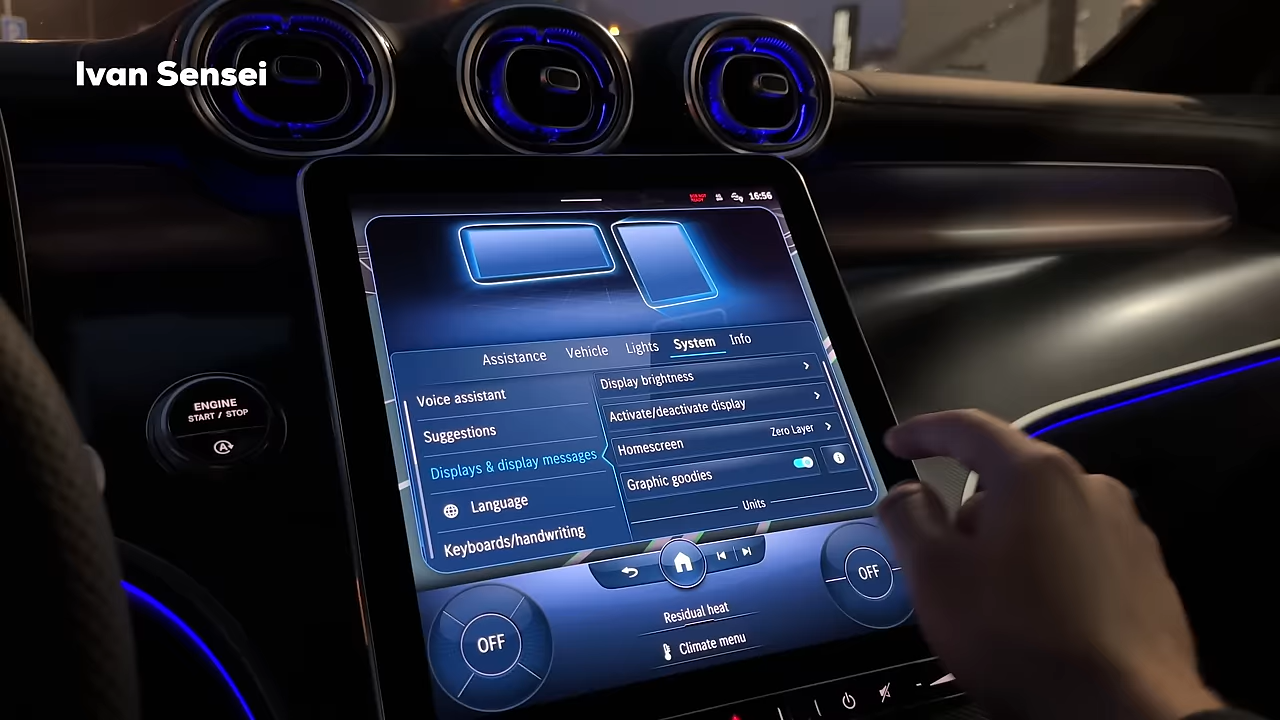 Ivan Sensei
16:56
Assistance Vehicle Lights System Info
Voice assistant
Suggestions
Displays & display messages
Language
Keyboards/handwriting
Display brightness
Activate/deactivate display
Homescreen Zero Layer
Graphic goodies
Units
ENGINE
START / STOP
A
OFF
OFF
Residual heat
Climate menu